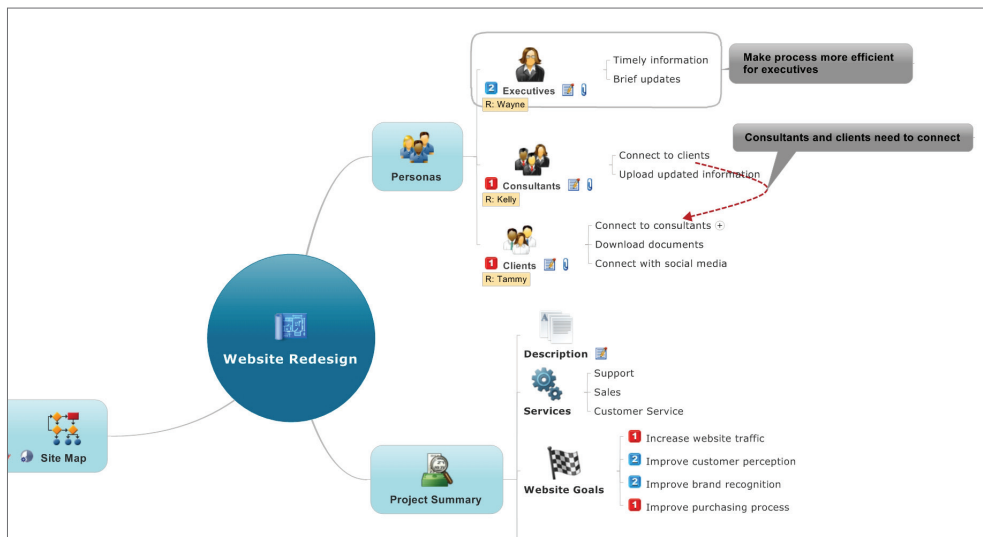 Timely information
Brief updates
2 Executives
R: Wayne
Make process more efficient
for executives
Personas
Connect to clients
Upload updated information
1 Consultants
R: Kelly
Consultants and clients need to connect
Connect to consultants
Download documents
Connect with social media
1 Clients
R: Tammy
Website Redesign
Site Map
Project Summary
A
Description
Support
Sales
Customer Service
Services
1 Increase website traffic
2 Improve customer perception
2 Improve brand recognition
1 Improve purchasing process
Website Goals